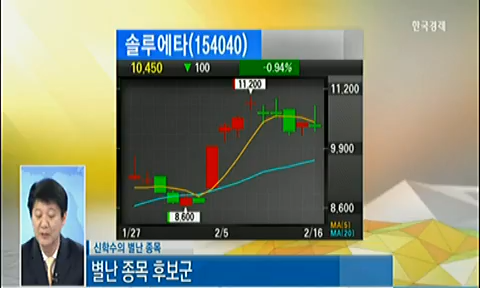 한국경제
솔루에타(154040)
10,450 ▼ 100 -0.94%
11,200
11,200
9,900
8,600
8,600
1/27 2/5 2/16
MA[5]
MA[20]
신학수의 별난 종목
별난 종목 후보군